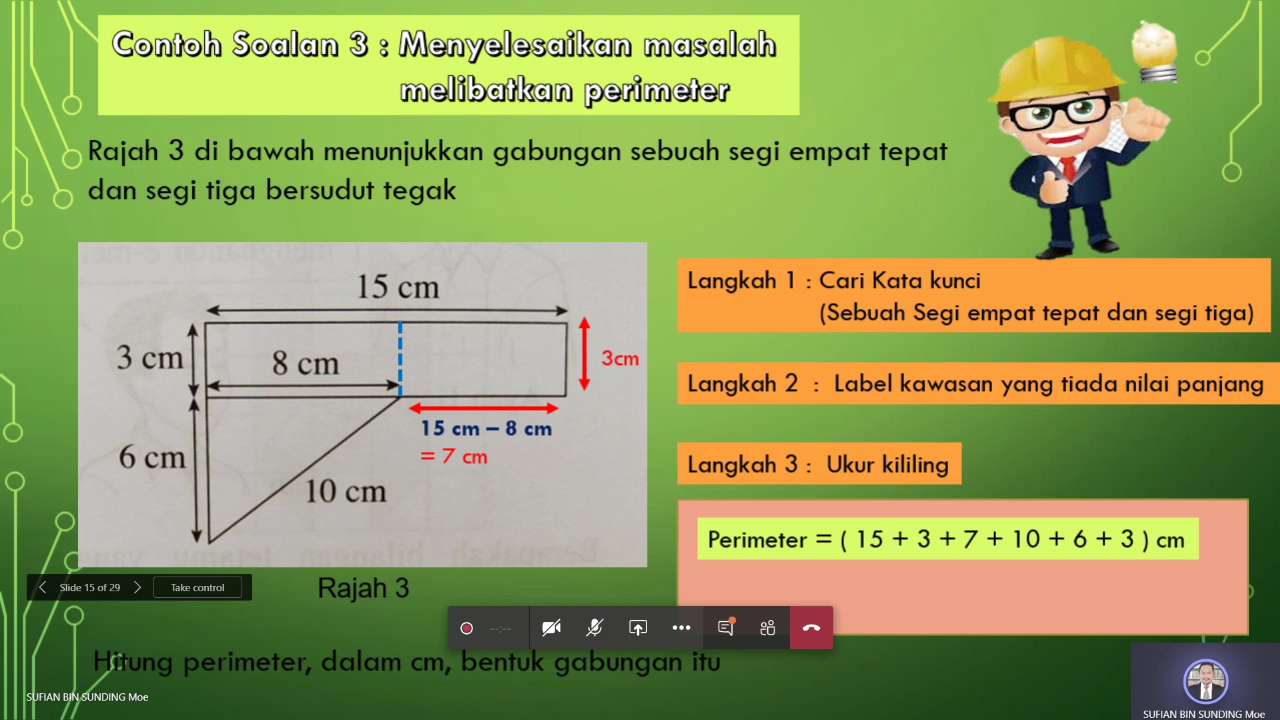 Contoh Soalan 3 : Menyelesaikan masalah
melibatkan perimeter
Rajah 3 di bawah menunjukkan gabungan sebuah segi empat tepat
dan segi tiga bersudut tegak
15 cm
3 cm
8 cm
3cm
15 cm – 8 cm
= 7 cm
6 cm
10 cm
Rajah 3
Langkah 1 : Cari Kata kunci
(Sebuah Segi empat tepat dan segi tiga)
Langkah 2 : Label kawasan yang tiada nilai panjang
Langkah 3 : Ukur kililing
Perimeter = ( 15 + 3 + 7 + 10 + 6 + 3 ) cm
Slide 15 of 29
Take control
--:--
Hitung perimeter, dalam cm, bentuk gabungan itu
SUFIAN BIN SUNDING Moe
SUFIAN BIN SUNDING Moe